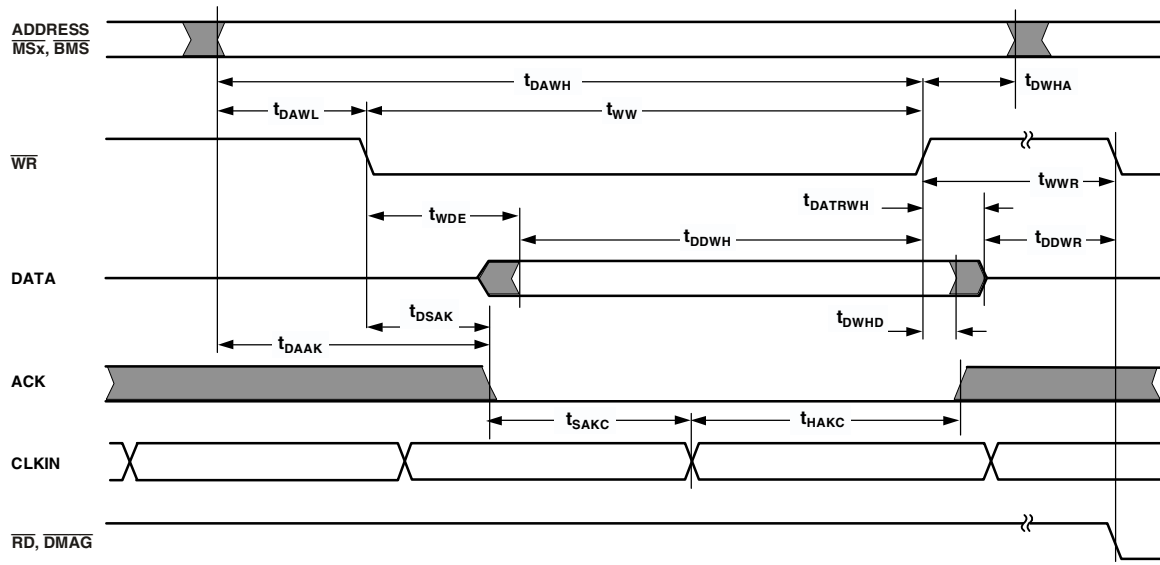 ADDRESS
MSx, BMS
tDAWH
tDWHA
tDAWL
tWW
WR
tWWR
tDATRWH
tWDE
tDDWH
tDDWR
DATA
tDSAK
tDWHD
tDAAK
ACK
tSAKC
tHAKC
CLKIN
RD, DMAG